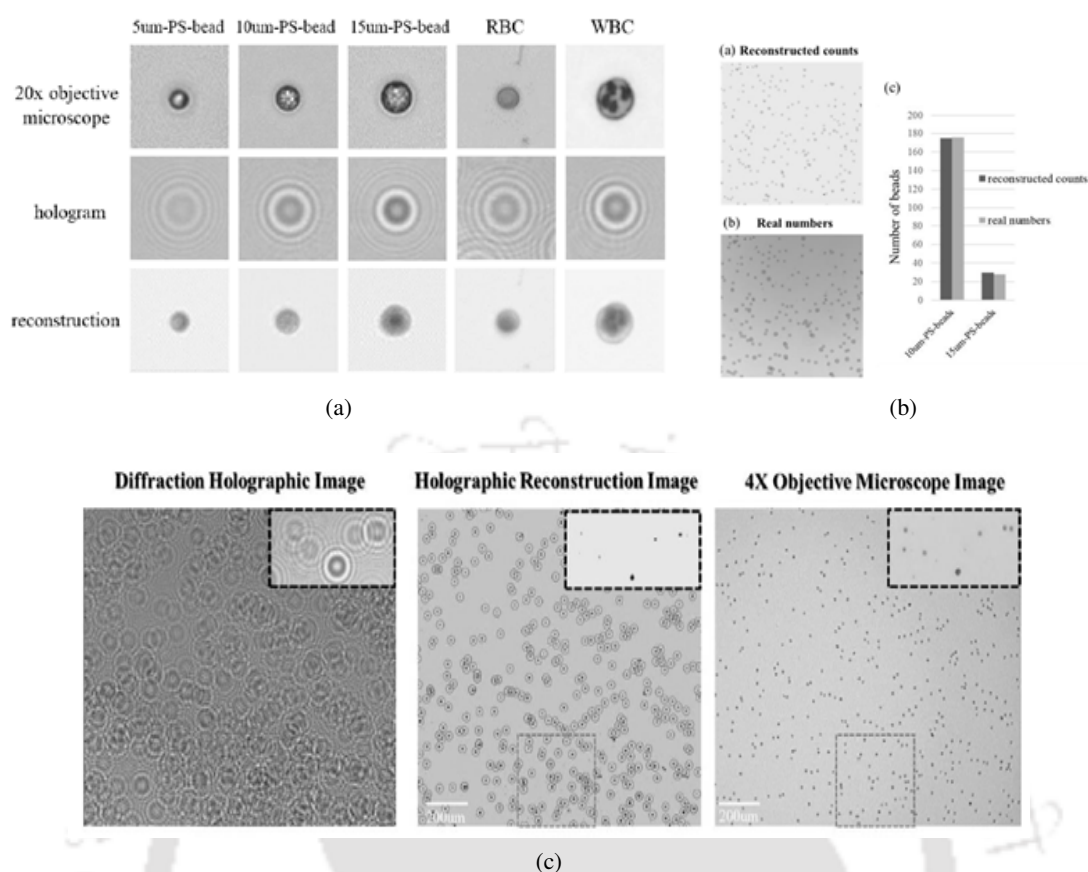 5um-PS-bead 10um-PS-bead 15um-PS-bead RBC WBC
20x objective
microscope
hologram
reconstruction
(a)
(a) Reconstructed counts
(b) Real numbers
(c)
Number of beads
200
180
160
140
120
100
80
60
40
20
0
10um-PS-beads
15um-PS-beads
reconstructed counts
real numbers
(b)
Diffraction Holographic Image
Holographic Reconstruction Image
4X Objective Microscope Image
200um
200um
(c)